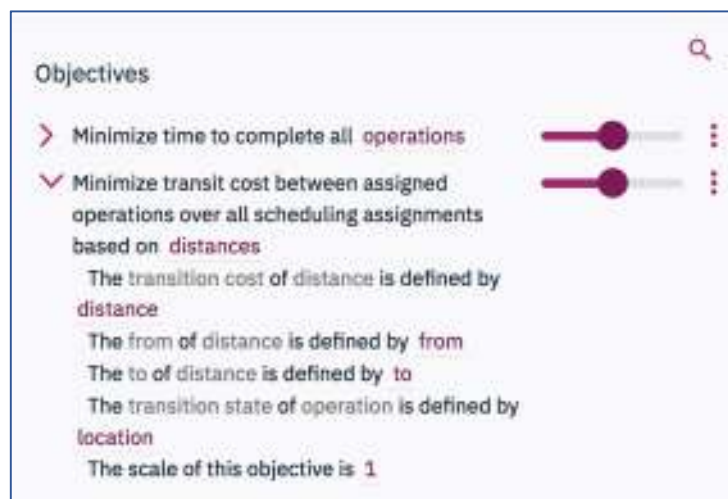 Objectives
Minimize time to complete all operations
Minimize transit cost between assigned
operations over all scheduling assignments
based on distances
The transition cost of distance is defined by
distance
The from of distance is defined by from
The to of distance is defined by to
The transition state of operation is defined by
location
The scale of this objective is 1